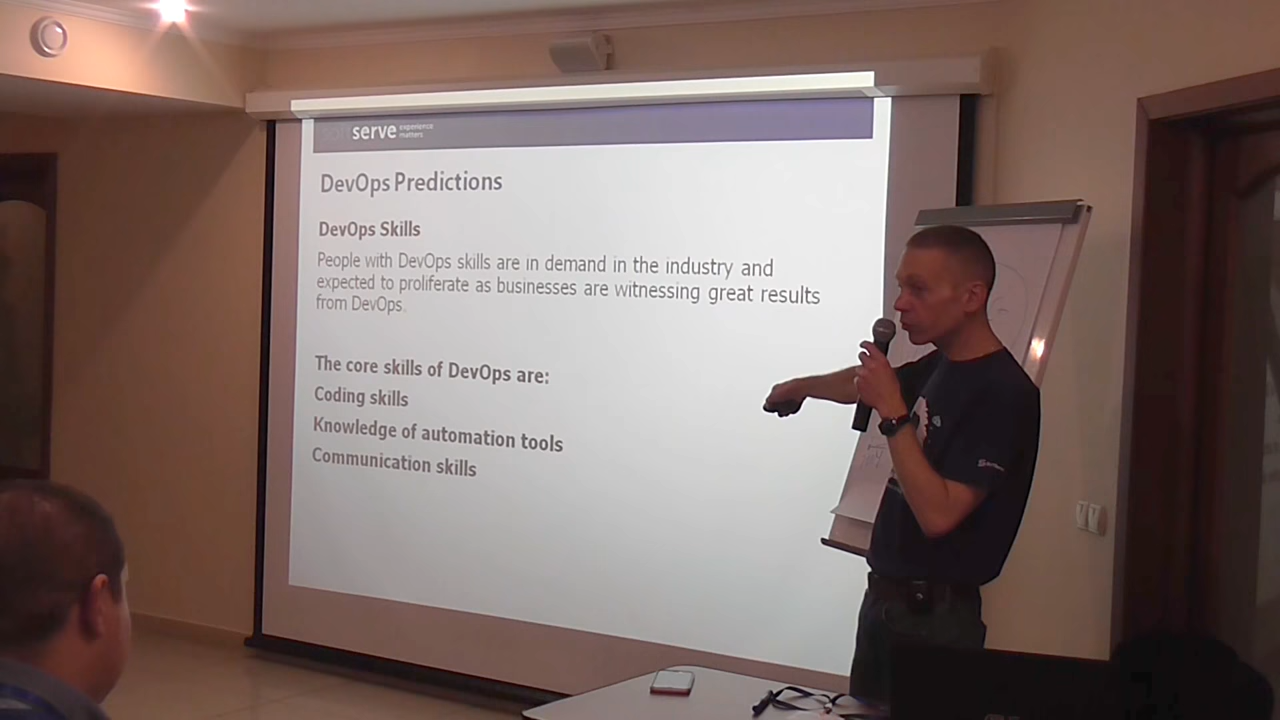 serve experience
matters
DevOps Predictions
DevOps Skills
People with DevOps skills are in demand in the industry and
expected to proliferate as businesses are witnessing great results
from DevOps.
The core skills of DevOps are:
Coding skills
Knowledge of automation tools
Communication skills